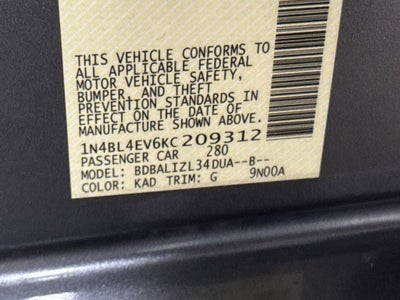 THIS VEHICLE CONFORMS TO
ALL APPLICABLE FEDERAL
MOTOR VEHICLE SAFETY,
BUMPER, AND THEFT
PREVENTION STANDARDS
IN EFFECT ON THE
DATE OF MANUFACTURE SHOWN ABOVE.
1N4BL4EV6KC209312
PASSENGER CAR 280
MODEL: BDBALIZL34DUA--B--
COLOR: KAD TRIM: G 9N00A